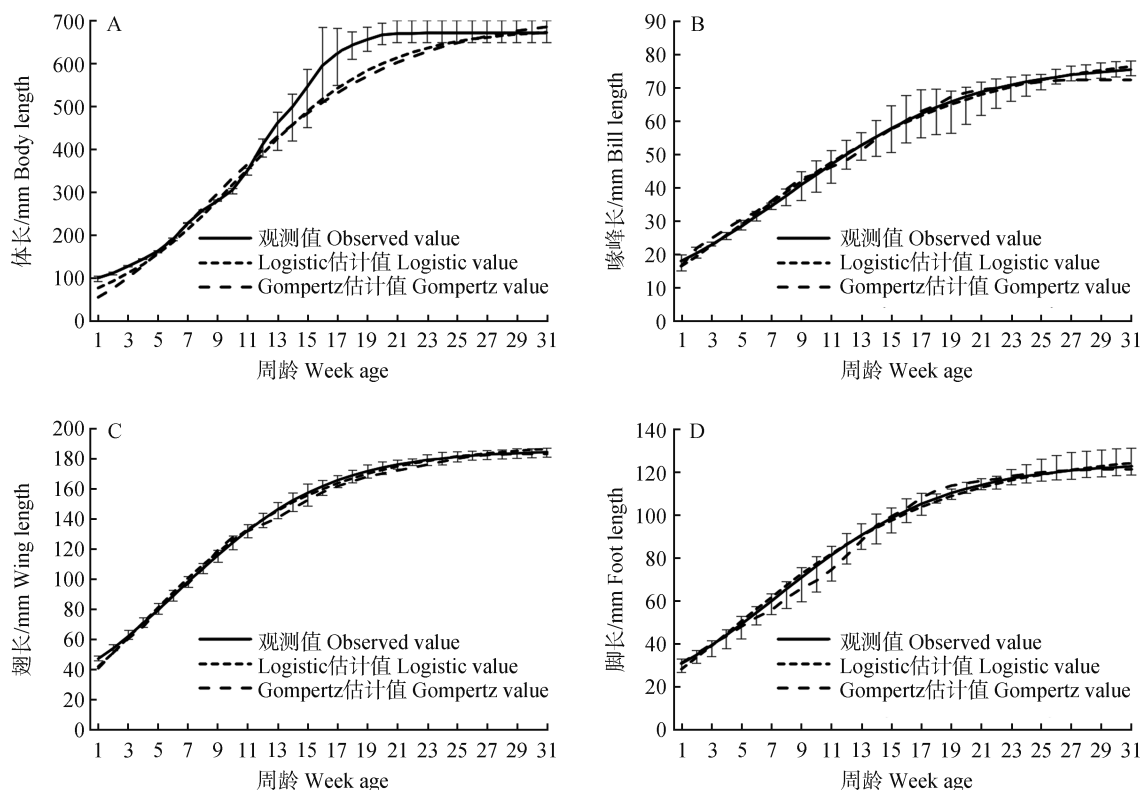 A
700
600
500
400
300
200
100
0
体长/mm Body length
观测值 Observed value
Logistic估计值 Logistic value
Gompertz估计值 Gompertz value
1 3 5 7 9 11 13 15 17 19 21 23 25 27 29 31
周龄 Week age
B
90
80
70
60
50
40
30
20
10
0
喙峰长/mm Bill length
观测值 Observed value
Logistic估计值 Logistic value
Gompertz估计值 Gompertz value
1 3 5 7 9 11 13 15 17 19 21 23 25 27 29 31
周龄 Week age
C
200
180
160
140
120
100
80
60
40
20
0
翅长/mm Wing length
观测值 Observed value
Logistic估计值 Logistic value
Gompertz估计值 Gompertz value
1 3 5 7 9 11 13 15 17 19 21 23 25 27 29 31
周龄 Week age
D
140
120
100
80
60
40
20
0
脚长/mm Foot length
观测值 Observed value
Logistic估计值 Logistic value
Gompertz估计值 Gompertz value
1 3 5 7 9 11 13 15 17 19 21 23 25 27 29 31
周龄 Week age